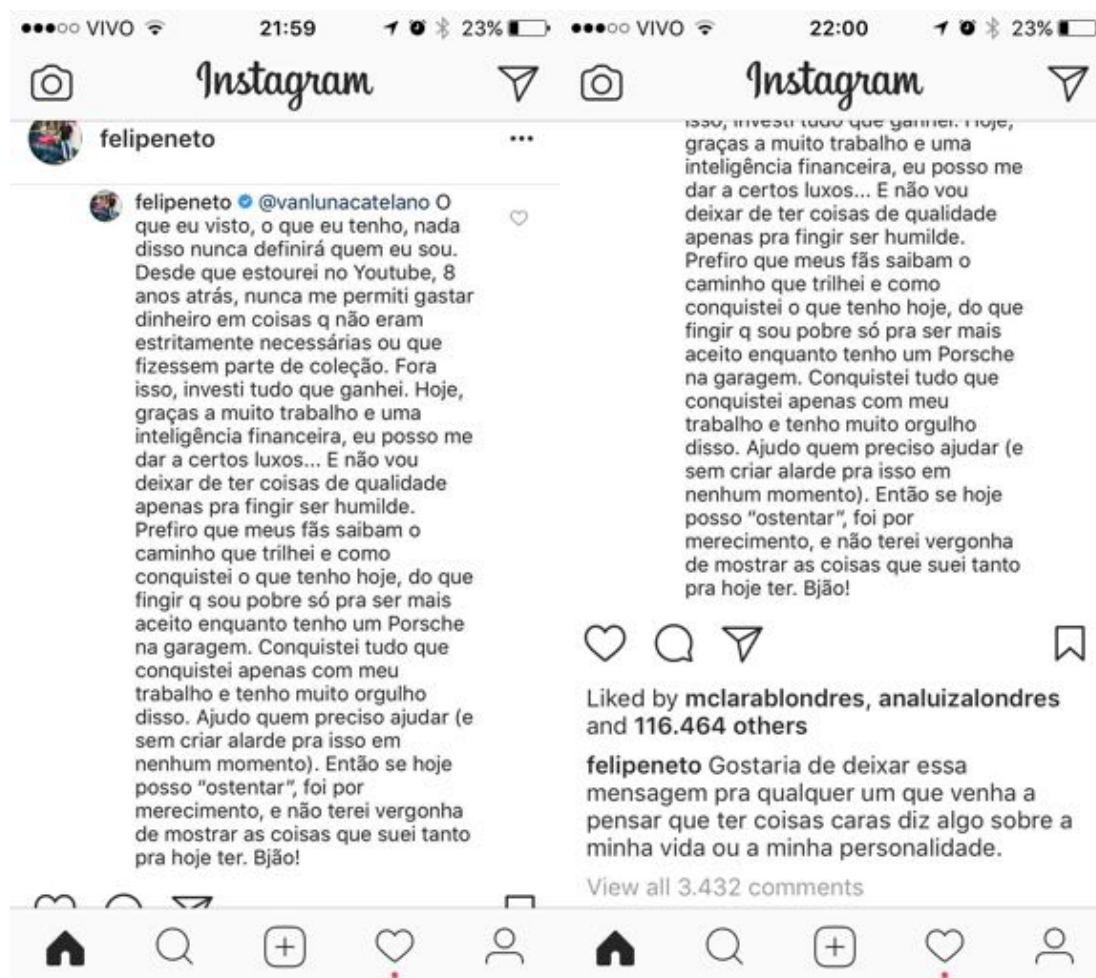 VIVO 21:59 23%
Instagram
felipeneto
felipeneto @vanlunacatelano O
que eu visto, o que eu tenho, nada
disso nunca definirá quem eu sou.
Desde que estourei no Youtube, 8
anos atrás, nunca me permiti gastar
dinheiro em coisas q não eram
estritamente necessárias ou que
fizessem parte de coleção. Fora
isso, investi tudo que ganhei. Hoje,
graças a muito trabalho e uma
inteligência financeira, eu posso me
dar a certos luxos... E não vou
deixar de ter coisas de qualidade
apenas pra fingir ser humilde.
Prefiro que meus fãs saibam o
caminho que trilhei e como
conquistei o que tenho hoje, do que
fingir q sou pobre só pra ser mais
aceito enquanto tenho um Porsche
na garagem. Conquistei tudo que
conquistei apenas com meu
trabalho e tenho muito orgulho
disso. Ajudo quem preciso ajudar (e
sem criar alarde pra isso em
nenhum momento). Então se hoje
posso “ostentar”, foi por
merecimento, e não terei vergonha
de mostrar as coisas que suei tanto
pra hoje ter. Bjão!
VIVO 22:00 23%
Instagram
isso, investi tudo que ganhei. Hoje,
graças a muito trabalho e uma
inteligência financeira, eu posso me
dar a certos luxos... E não vou
deixar de ter coisas de qualidade
apenas pra fingir ser humilde.
Prefiro que meus fãs saibam o
caminho que trilhei e como
conquistei o que tenho hoje, do que
fingir q sou pobre só pra ser mais
aceito enquanto tenho um Porsche
na garagem. Conquistei tudo que
conquistei apenas com meu
trabalho e tenho muito orgulho
disso. Ajudo quem preciso ajudar (e
sem criar alarde pra isso em
nenhum momento). Então se hoje
posso “ostentar”, foi por
merecimento, e não terei vergonha
de mostrar as coisas que suei tanto
pra hoje ter. Bjão!
Liked by mclarablondres, analuizalondres
and 116.464 others
felipeneto Gostaria de deixar essa
mensagem pra qualquer um que venha a
pensar que ter coisas caras diz algo sobre a
minha vida ou a minha personalidade.
View all 3.432 comments